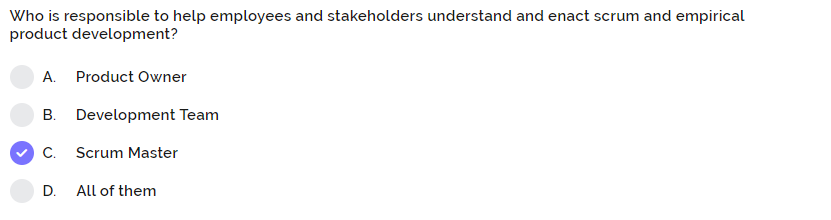 Who is responsible to help employees and stakeholders understand and enact scrum and empirical
product development?
A. Product Owner
B. Development Team
C. Scrum Master
D. All of them